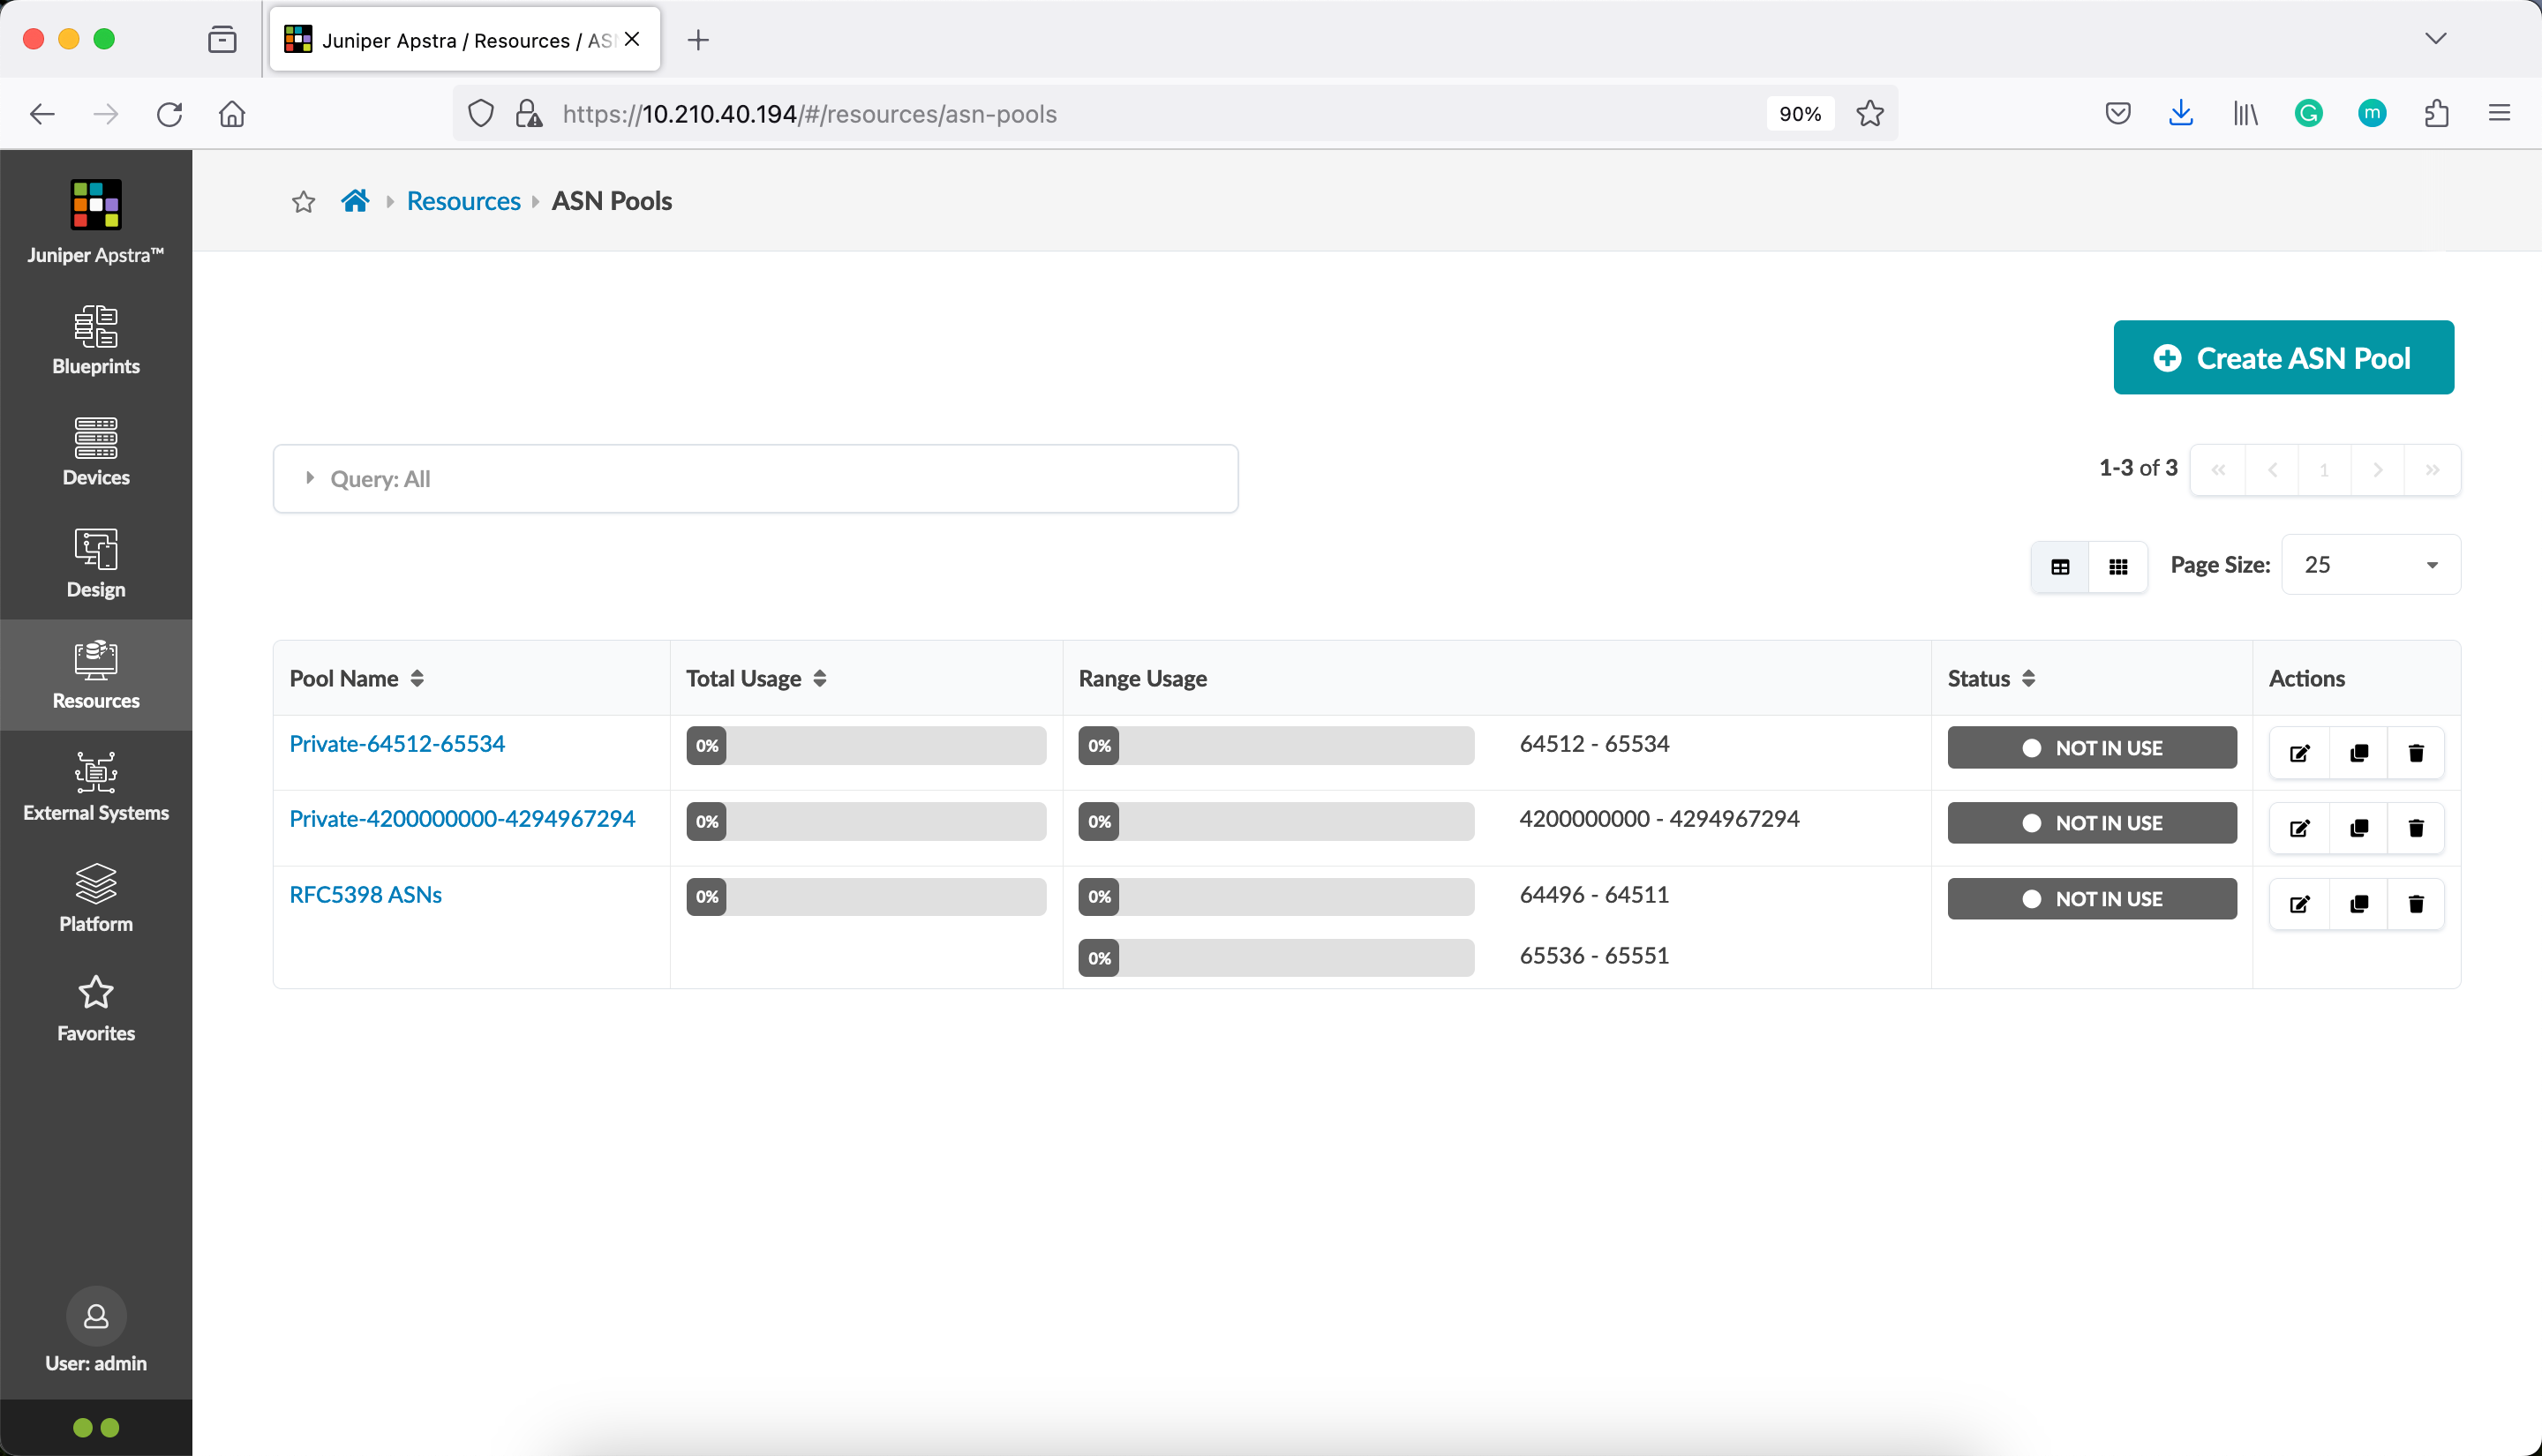 Juniper Apstra / Resources / AS
https://10.210.40.194/#/resources/asn-pools
90%
G
m
Juniper Apstra™
Blueprints
Devices
Design
Resources
External Systems
Platform
Favorites
User: admin
Resources
ASN Pools
Create ASN Pool
Query: All
1-3 of 3
« < 1 > »
Page Size: 25
Pool Name Total Usage Range Usage Status Actions
Private-64512-65534 0% 0% 64512 - 65534 NOT IN USE
Private-4200000000-4294967294 0% 0% 4200000000 - 4294967294 NOT IN USE
RFC5398 ASNs 0% 0% 64496 - 64511 NOT IN USE
0% 65536 - 65551